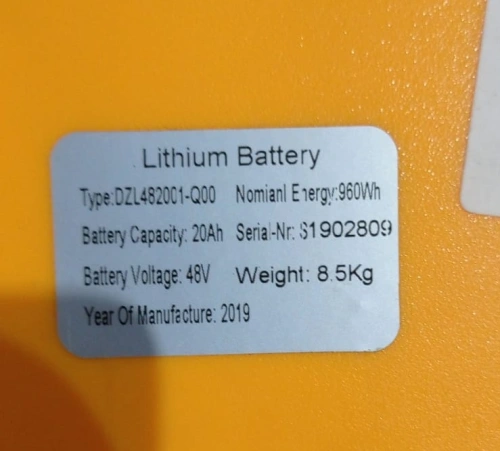 Lithium Battery
Type:DZL482001-Q00 Nomianl Energy:960Wh
Battery Capacity: 20Ah Serial-Nr: S1902809
Battery Voltage: 48V Weight: 8.5Kg
Year Of Manufacture: 2019